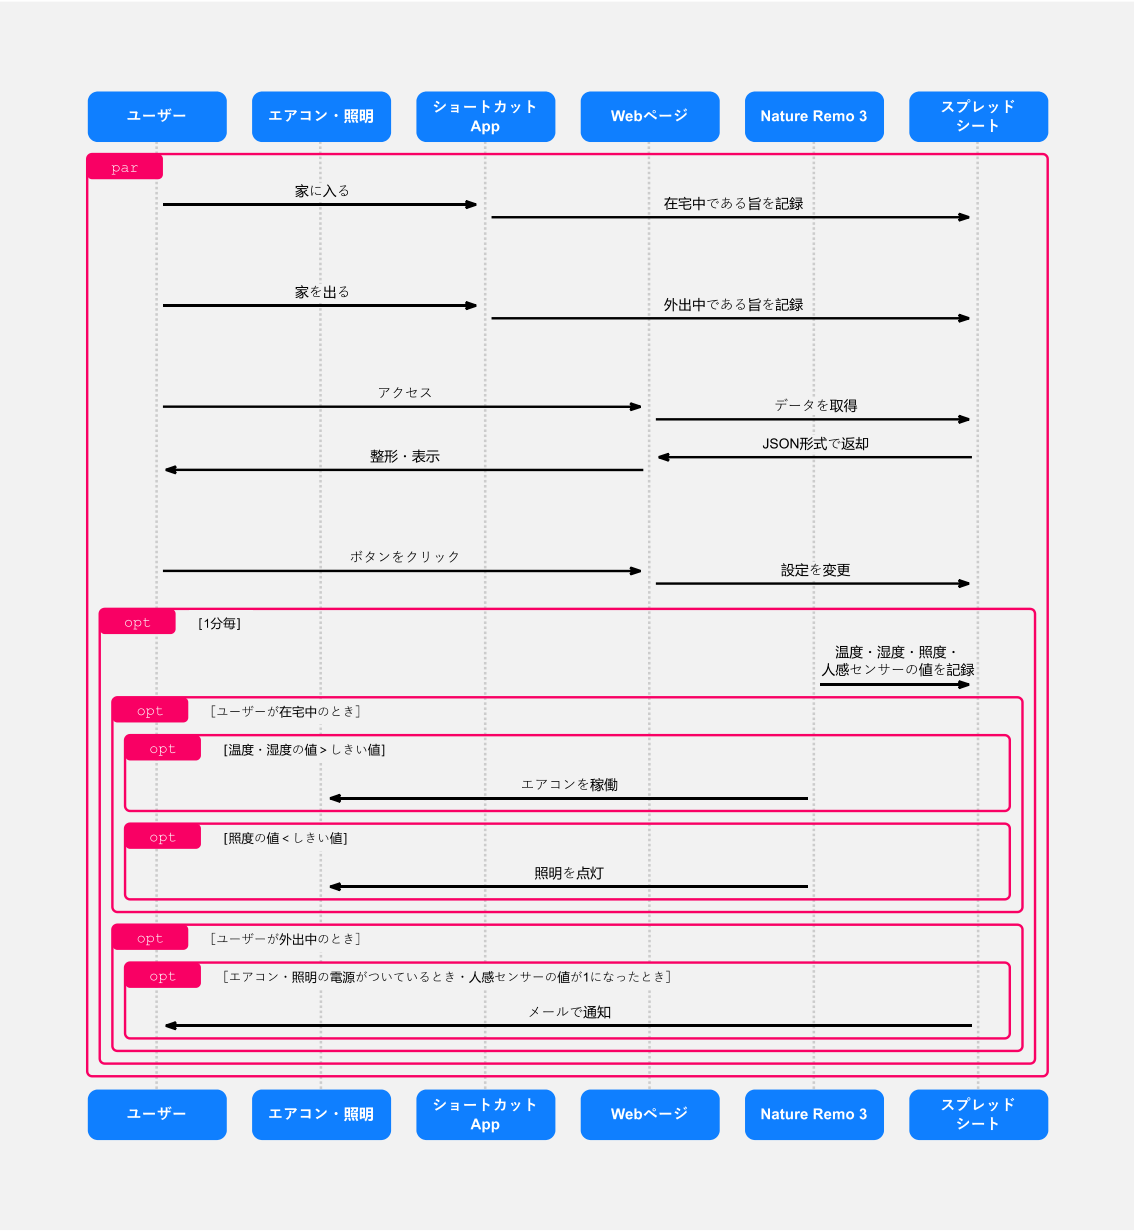 ユーザー
エアコン・照明
ショートカット
App
Webページ
Nature Remo 3
スプレッド
シート
par
家に入る
在宅中である旨を記録
家を出る
外出中である旨を記録
アクセス
データを取得
JSON形式で返却
整形・表示
ボタンをクリック
設定を変更
opt
[1分毎]
温度・湿度・照度・
人感センサーの値を記録
opt
[ユーザーが在宅中のとき]
opt
[温度・湿度の値 > しきい値]
エアコンを稼働
opt
[照度の値 < しきい値]
照明を点灯
opt
[ユーザーが外出中のとき]
opt
[エアコン・照明の電源がついているとき・人感センサーの値が1になったとき]
メールで通知
ユーザー
エアコン・照明
ショートカット
App
Webページ
Nature Remo 3
スプレッド
シート